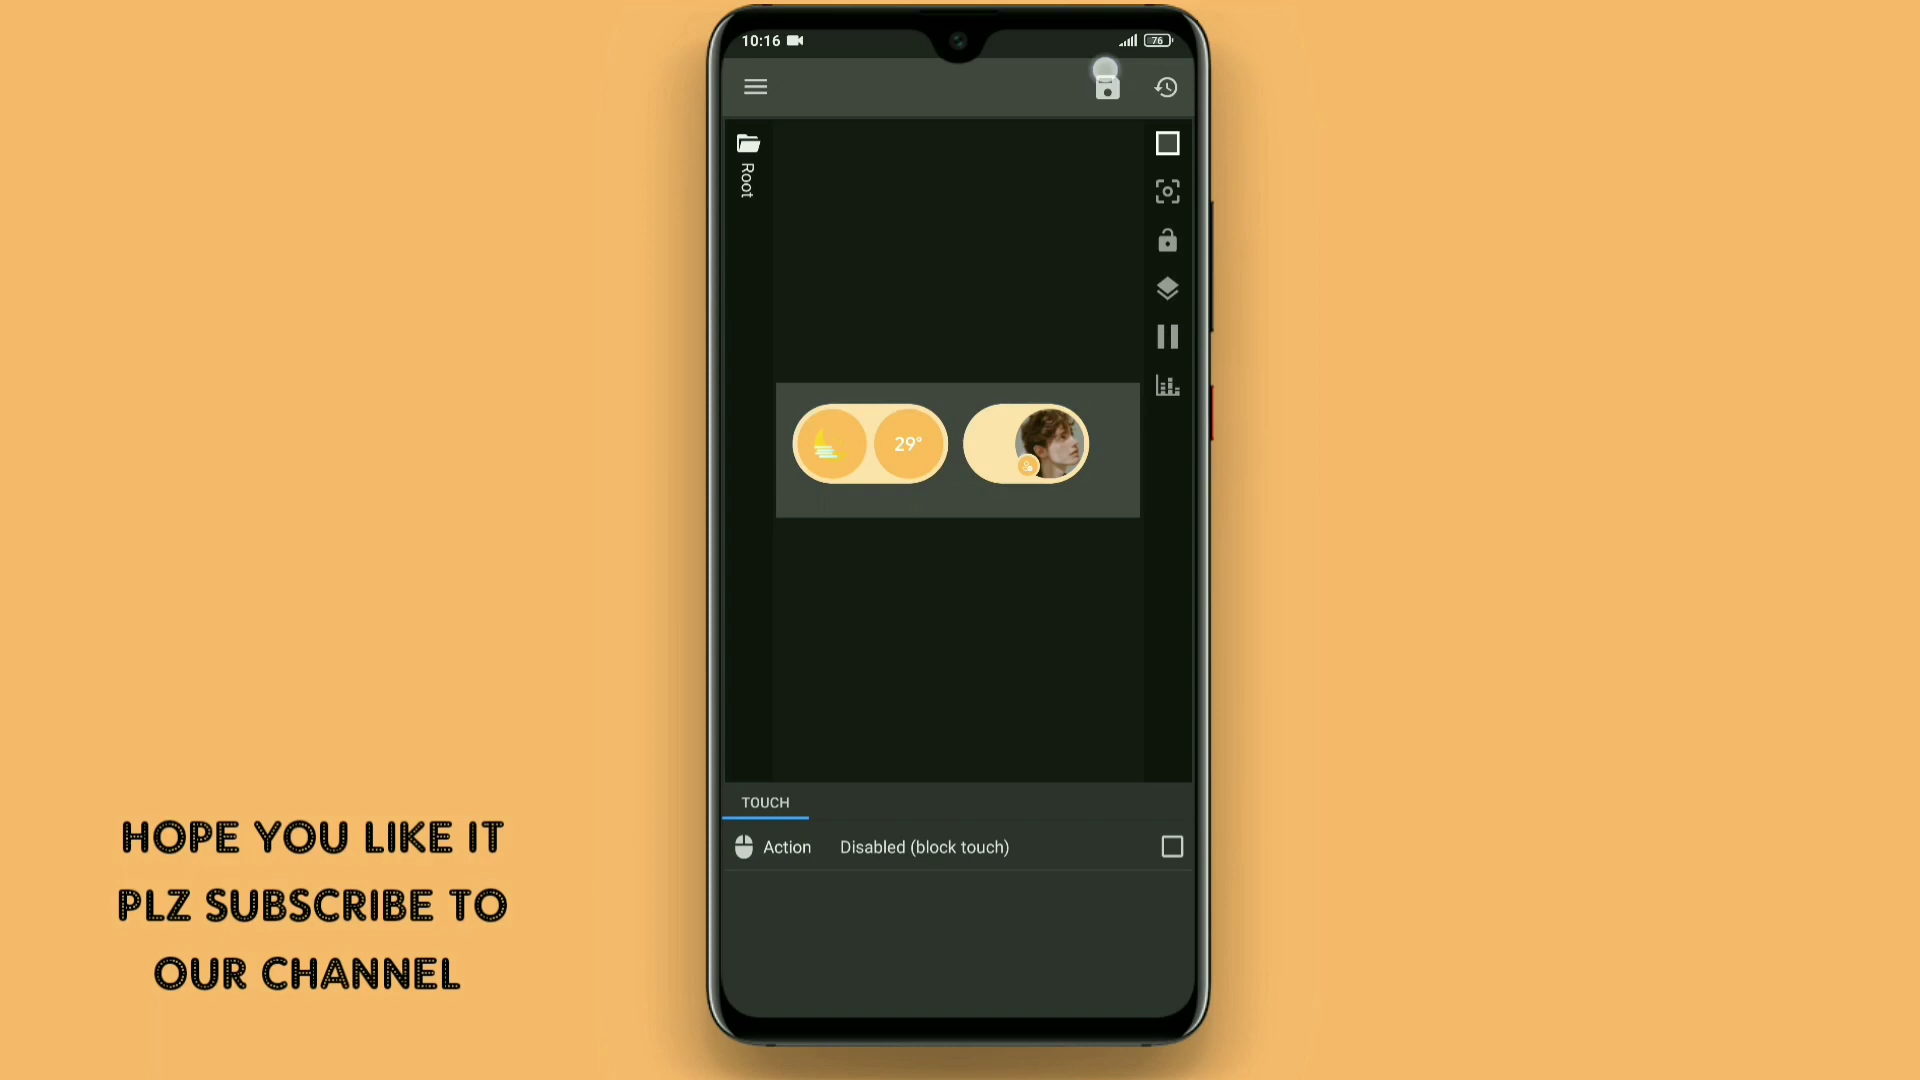 10:16
76
Root
29°
TOUCH
Action Disabled (block touch)
HOPE YOU LIKE IT
PLZ SUBSCRIBE TO
OUR CHANNEL